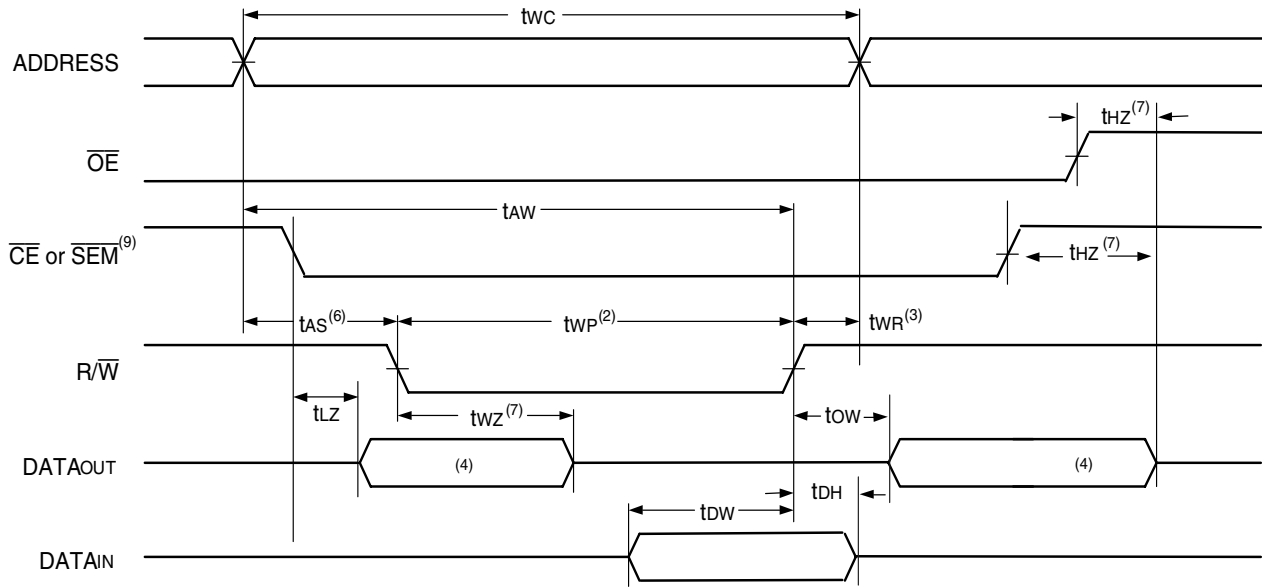 tWC
ADDRESS
tHZ(7)
OE
tAW
CE or SEM(9)
tHZ(7)
tAS(6)
tWP(2)
tWR(3)
R/W
tLZ
tWZ(7)
tOW
DATAOUT
(4)
(4)
tDH
tDW
DATAIN